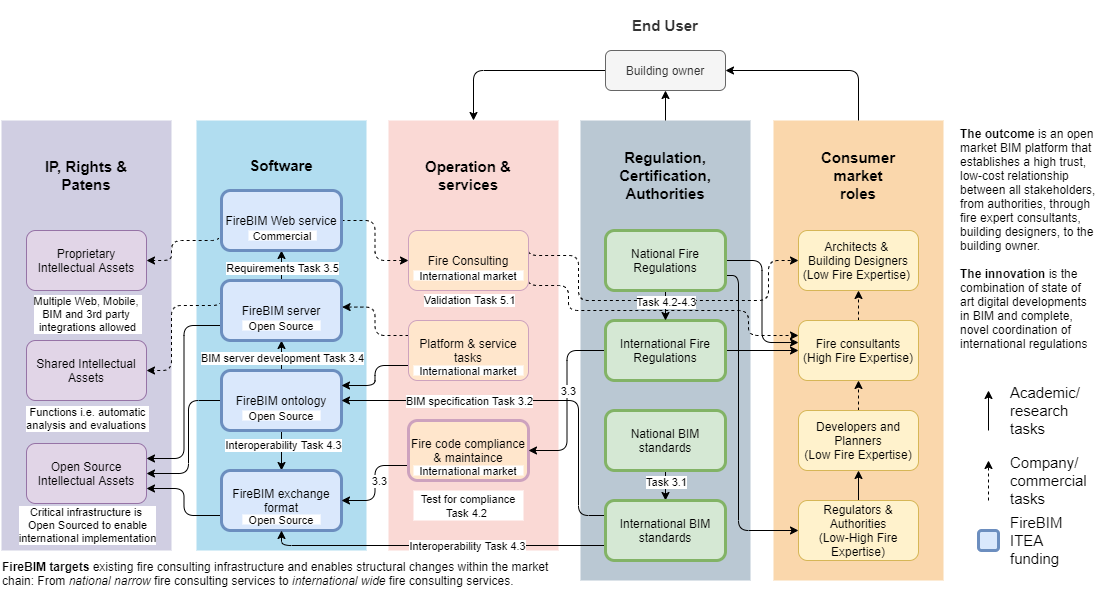 End User
Building owner
IP, Rights &
Patens
Proprietary
Intellectual Assets
Multiple Web, Mobile,
BIM and 3rd party
integrations allowed
Shared Intellectual
Assets
Functions i.e. automatic
analysis and evaluations
Open Source
Intellectual Assets
Critical infrastructure is
Open Sourced to enable
international implementation
Software
FireBIM Web service
Commercial
Requirements Task 3.5
FireBIM server
Open Source
BIM server development Task 3.4
FireBIM ontology
Open Source
Interoperability Task 4.3
FireBIM exchange
format
Open Source
Operation &
services
Fire Consulting
International market
Validation Task 5.1
Platform & service
tasks
International market
BIM specification Task 3.2
3.3
Fire code compliance
& maintaince
International market
3.3
Test for compliance
Task 4.2
Interoperability Task 4.3
Regulation,
Certification,
Authorities
National Fire
Regulations
Task 4.2-4.3
International Fire
Regulations
National BIM
standards
Task 3.1
International BIM
standards
Consumer
market
roles
Architects &
Building Designers
(Low Fire Expertise)
Fire consultants
(High Fire Expertise)
Developers and
Planners
(Low Fire Expertise)
Regulators &
Authorities
(Low-High Fire
Expertise)
The outcome is an open
market BIM platform that
establishes a high trust,
low-cost relationship
between all stakeholders,
from authorities, through
fire expert consultants,
building designers, to the
building owner.
The innovation is the
combination of state of
art digital developments
in BIM and complete,
novel coordination of
international regulations
Academic/
research
tasks
Company/
commercial
tasks
FireBIM
ITEA
funding
FireBIM targets existing fire consulting infrastructure and enables structural changes within the market
chain: From national narrow fire consulting services to international wide fire consulting services.